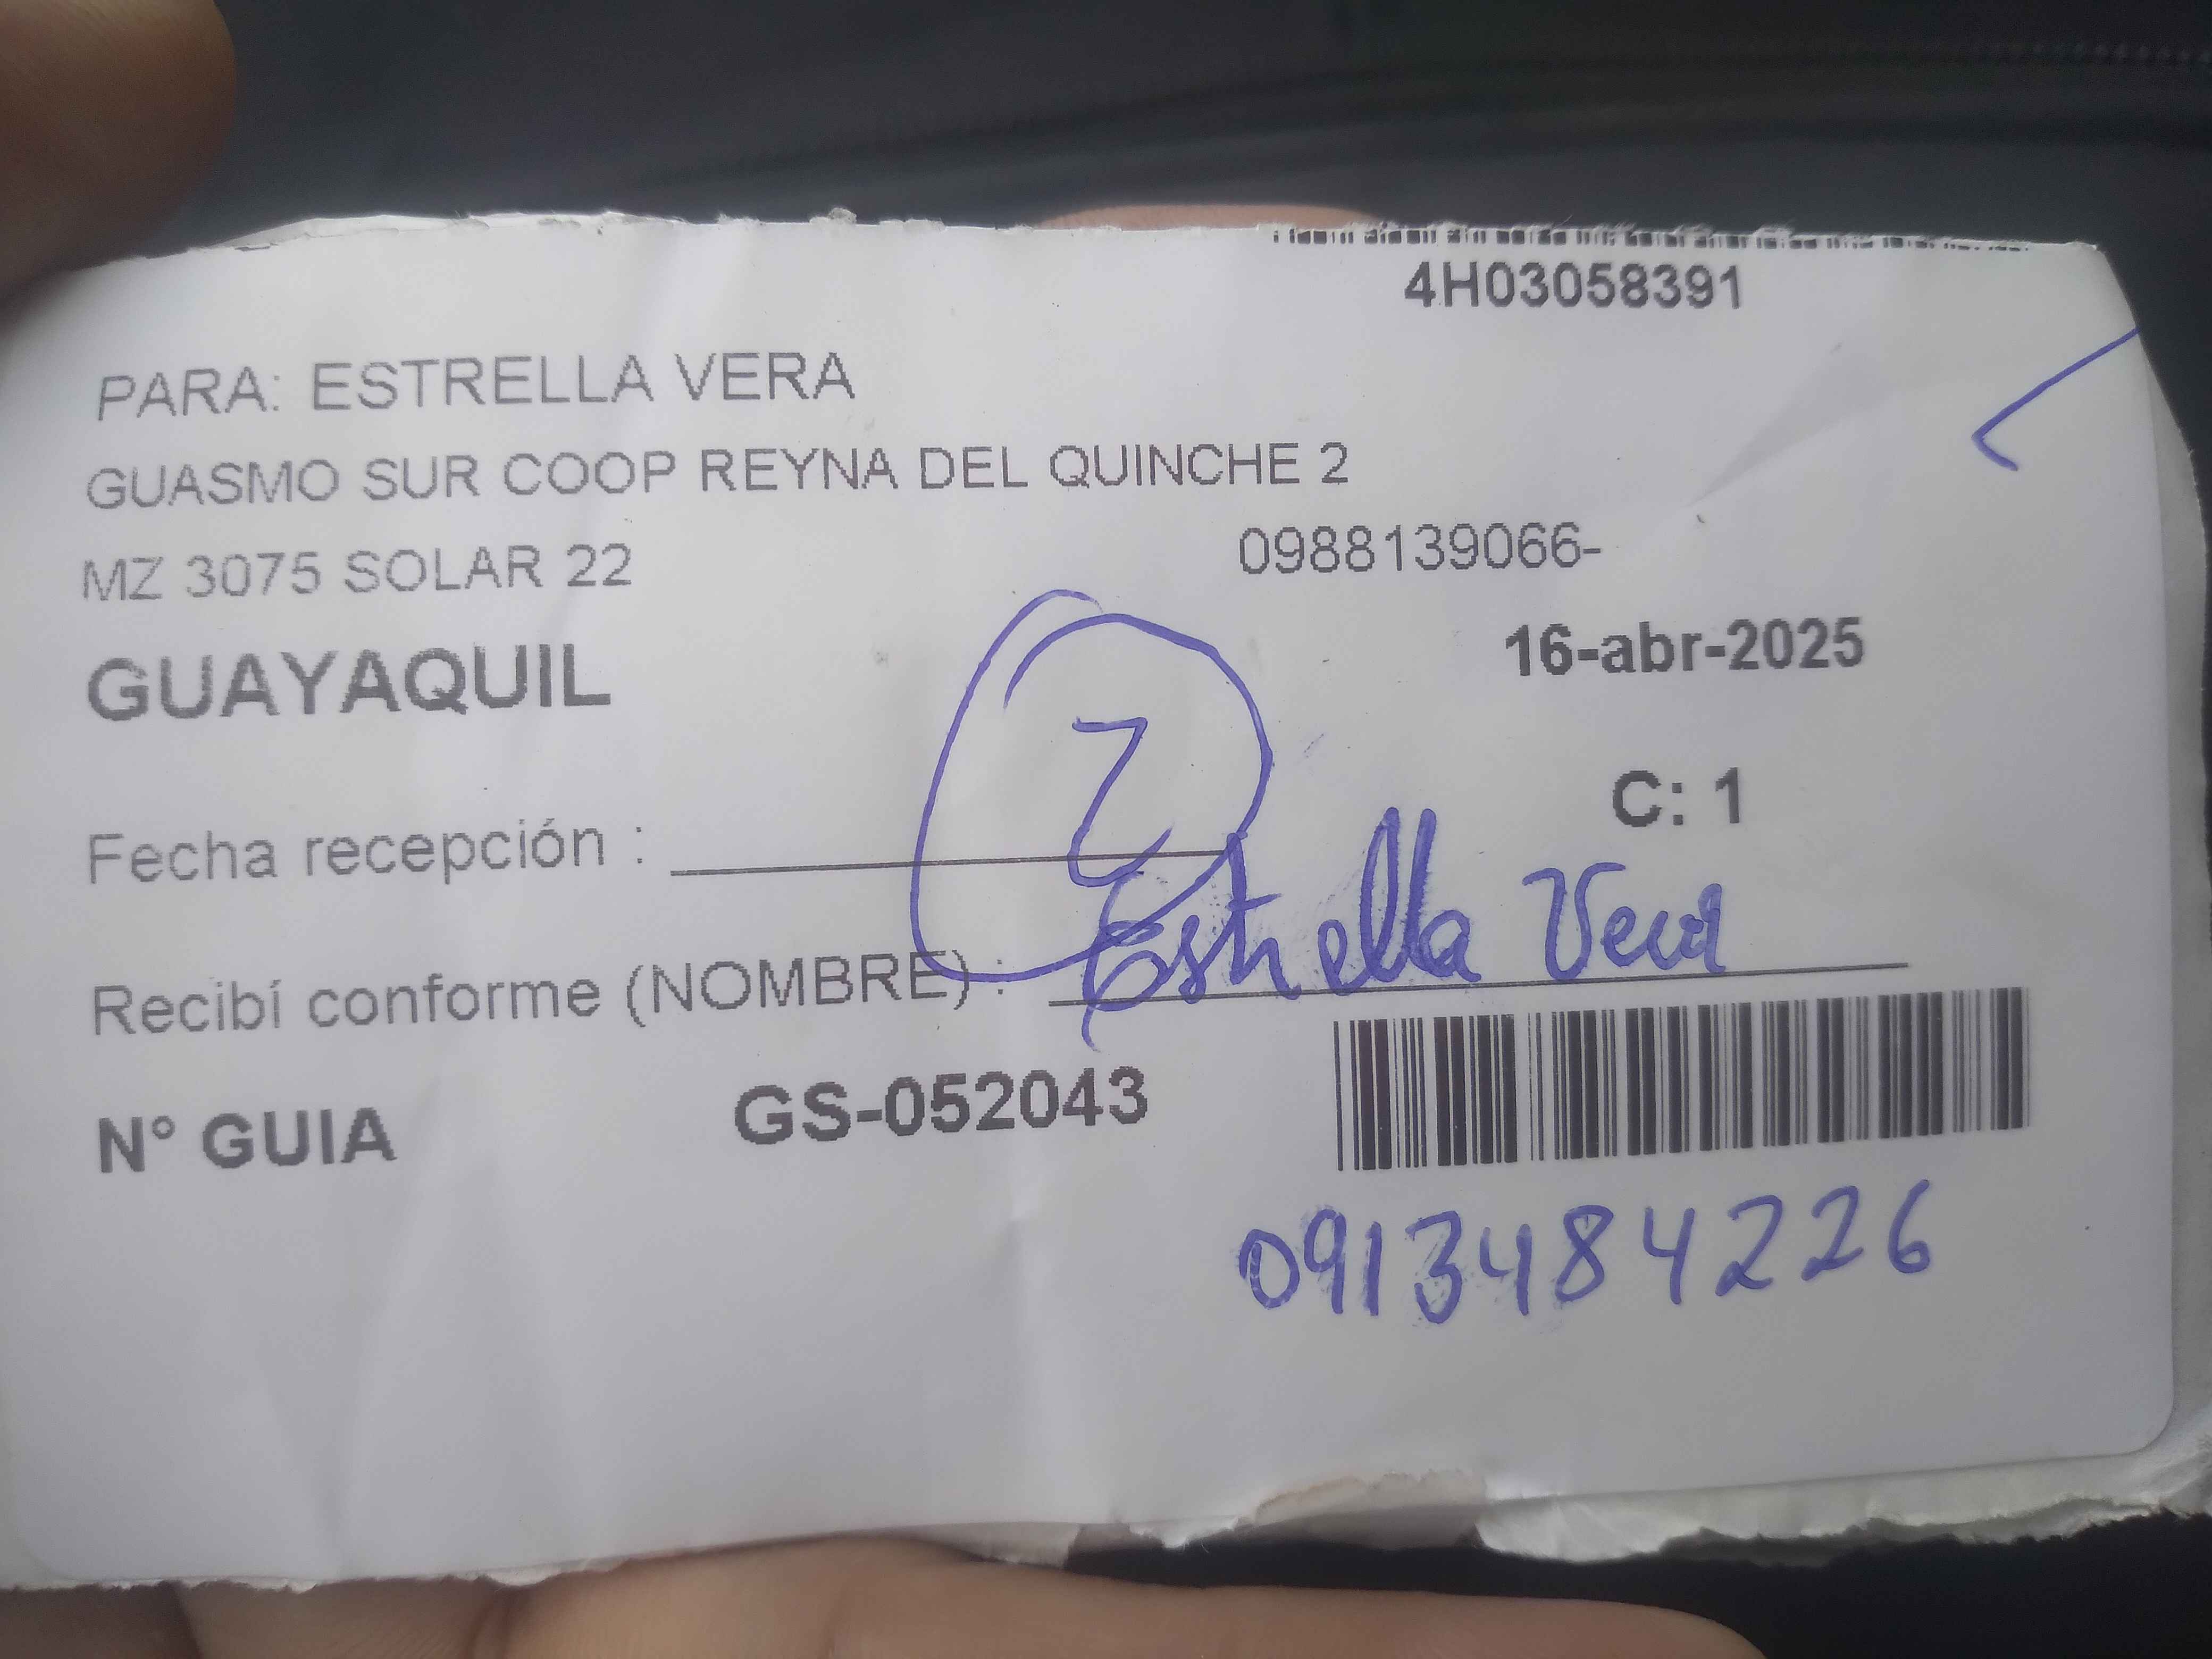 4H03058391
PARA: ESTRELLA VERA
GUASMO SUR COOP REYNA DEL QUINCHE 2
MZ 3075 SOLAR 22 0988139066-
GUAYAQUIL 16-abr-2025
C: 1
Fecha recepción :
Recibí conforme (NOMBRE) : Estrella Vera
N° GUIA GS-052043
0913484226